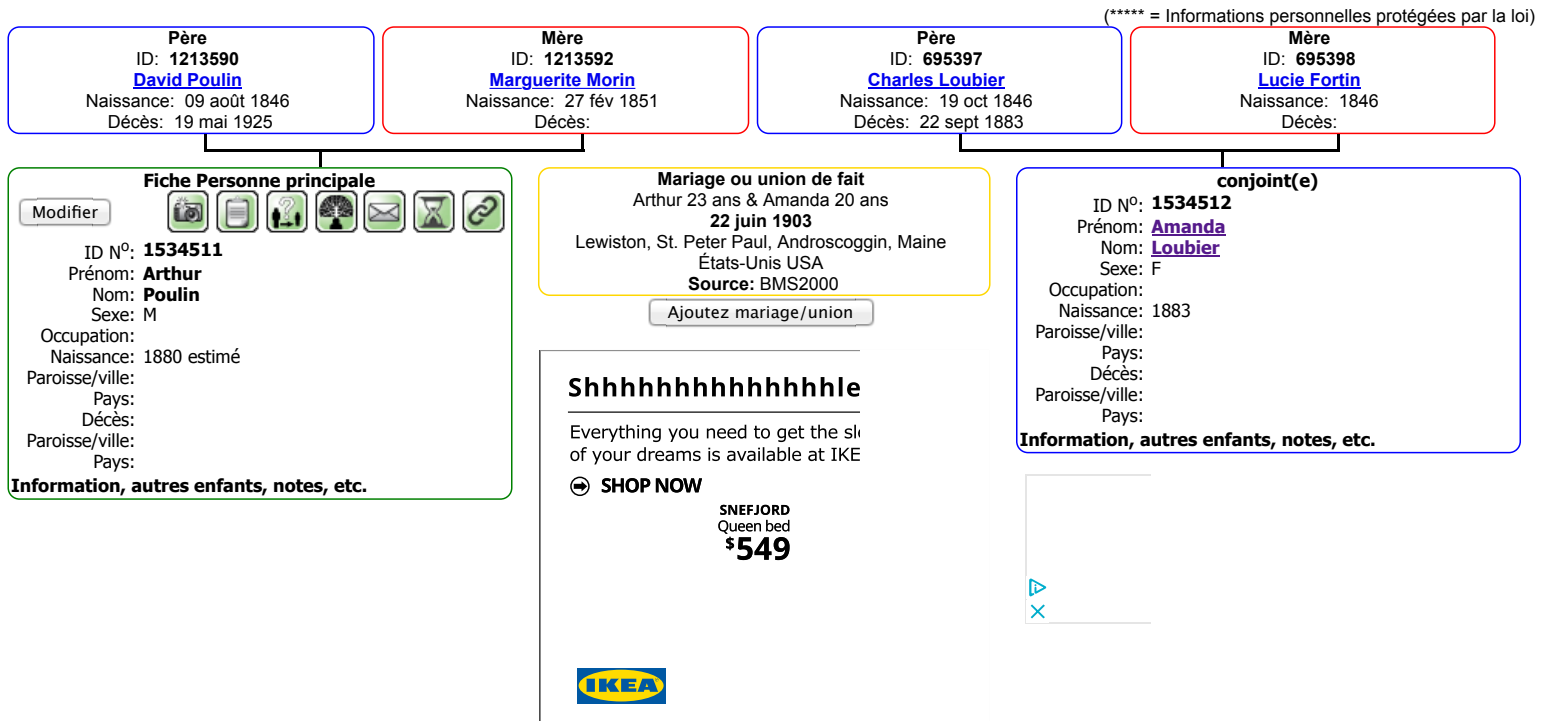 (***** = Informations personnelles protégées par la loi)
Père
ID: 1213590
David Poulin
Naissance: 09 août 1846
Décès: 19 mai 1925
Mère
ID: 1213592
Marguerite Morin
Naissance: 27 fév 1851
Décès:
Père
ID: 695397
Charles Loubier
Naissance: 19 oct 1846
Décès: 22 sept 1883
Mère
ID: 695398
Lucie Fortin
Naissance: 1846
Décès:
Fiche Personne principale
Modifier
ID Nº: 1534511
Prénom: Arthur
Nom: Poulin
Sexe: M
Occupation:
Naissance: 1880 estimé
Paroisse/ville:
Pays:
Décès:
Paroisse/ville:
Pays:
Information, autres enfants, notes, etc.
Mariage ou union de fait
Arthur 23 ans & Amanda 20 ans
22 juin 1903
Lewiston, St. Peter Paul, Androscoggin, Maine
États-Unis USA
Source: BMS2000
Ajoutez mariage/union
conjoint(e)
ID Nº: 1534512
Prénom: Amanda
Nom: Loubier
Sexe: F
Occupation:
Naissance: 1883
Paroisse/ville:
Pays:
Décès:
Paroisse/ville:
Pays:
Information, autres enfants, notes, etc.
Shhhhhhhhhhhhhhhle
Everything you need to get the sl
of your dreams is available at IKE
SHOP NOW
SNEFJORD
Queen bed
$549
IKEA